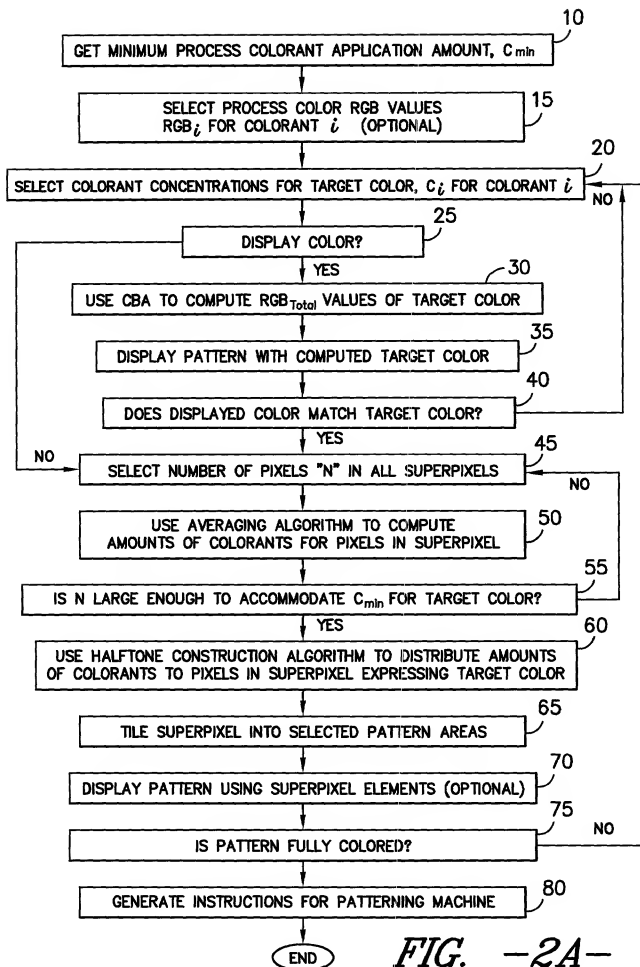 10
GET MINIMUM PROCESS COLORANT APPLICATION AMOUNT, Cmin
SELECT PROCESS COLOR RGB VALUES
RGBi FOR COLORANT i (OPTIONAL)
15
20
SELECT COLORANT CONCENTRATIONS FOR TARGET COLOR, Ci FOR COLORANT i
NO
25
DISPLAY COLOR?
YES
30
USE CBA TO COMPUTE RGBTotal VALUES OF TARGET COLOR
35
DISPLAY PATTERN WITH COMPUTED TARGET COLOR
40
DOES DISPLAYED COLOR MATCH TARGET COLOR?
YES
NO
45
SELECT NUMBER OF PIXELS "N" IN ALL SUPERPIXELS
NO
USE AVERAGING ALGORITHM TO COMPUTE
AMOUNTS OF COLORANTS FOR PIXELS IN SUPERPIXEL
50
55
IS N LARGE ENOUGH TO ACCOMMODATE Cmin FOR TARGET COLOR?
YES
60
USE HALFTONE CONSTRUCTION ALGORITHM TO DISTRIBUTE AMOUNTS
OF COLORANTS TO PIXELS IN SUPERPIXEL EXPRESSING TARGET COLOR
65
TILE SUPERPIXEL INTO SELECTED PATTERN AREAS
70
DISPLAY PATTERN USING SUPERPIXEL ELEMENTS (OPTIONAL)
75
IS PATTERN FULLY COLORED?
NO
YES
80
GENERATE INSTRUCTIONS FOR PATTERNING MACHINE
END
FIG. -2A-